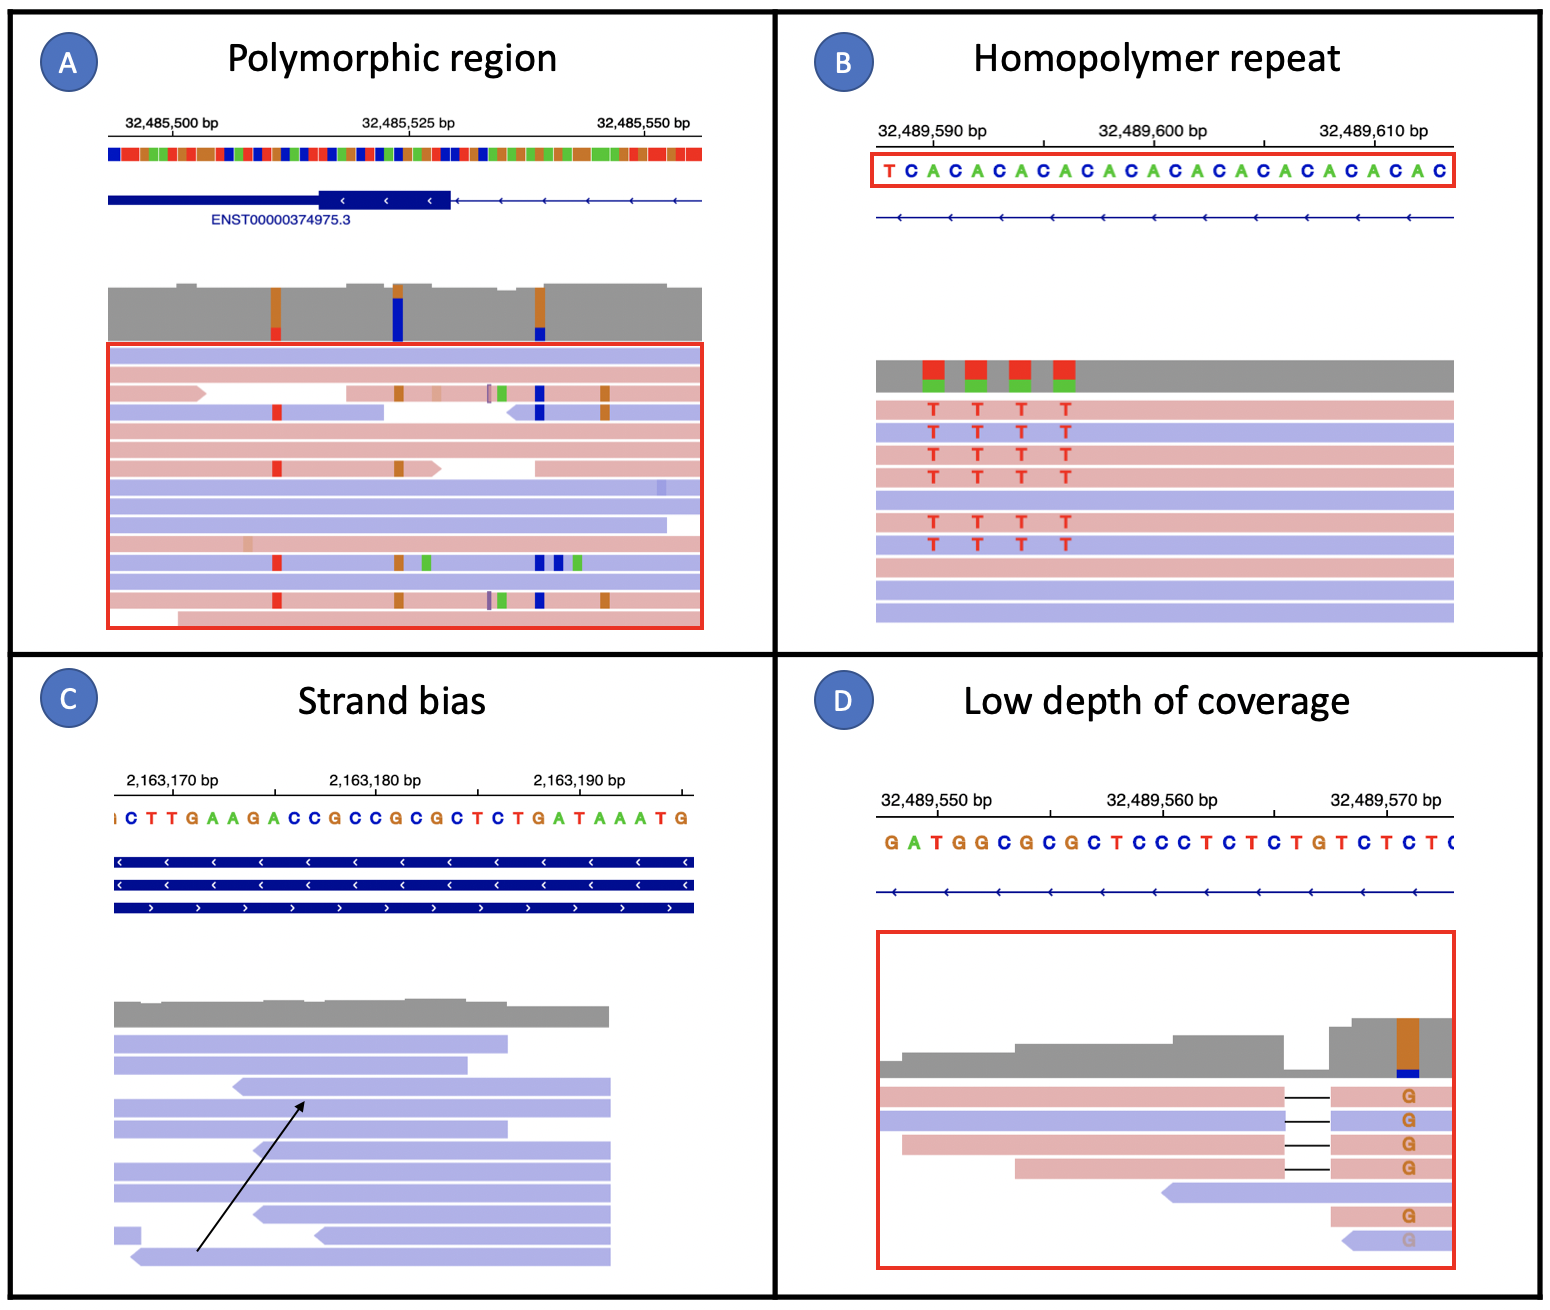 A
Polymorphic region
32,485,500 bp 32,485,525 bp 32,485,550 bp
ENST00000374975.3
B
Homopolymer repeat
32,489,590 bp 32,489,600 bp 32,489,610 bp
T C A C A C A C A C A C A C A C A C A C A C A C A C
T T T T
T T T T
T T T T
T T T T
T T T T
T T T T
C
Strand bias
2,163,170 bp 2,163,180 bp 2,163,190 bp
C T T G A A G A C C G C C G C G C T C T G A T A A A T G
D
Low depth of coverage
32,489,550 bp 32,489,560 bp 32,489,570 bp
G A T G G C G C G C T C C C T C T C T G T C T C T C
G
G
G
G
G
G